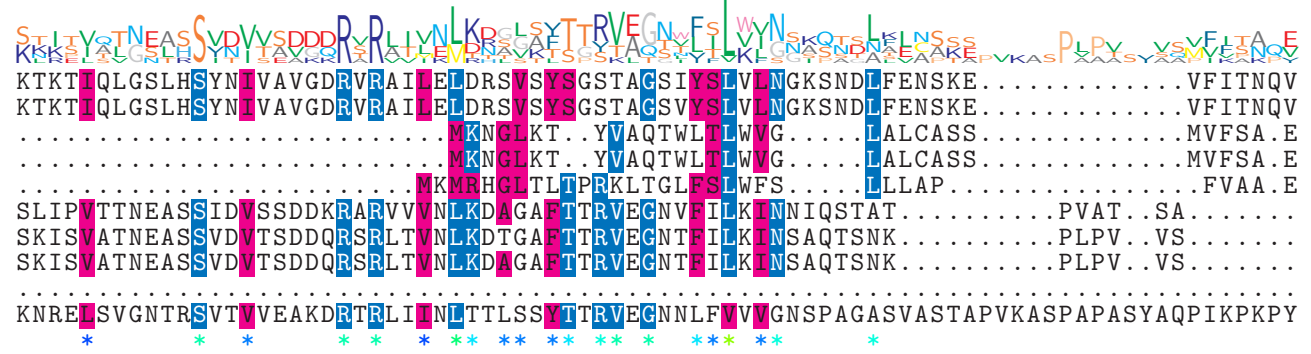 KTKTIQLGSLHSYNIVAVGDRVRAILELDRSVSYSGSTAGSIYSLVLNGKSNDLFENSKE.............VFITNQV
KTKTIQLGSLHSYNIVAVGDRVRAILELDRSVSYSGSTAGSVYSLVLNGKSNDLFENSKE.............VFITNQV
...........................MKNGLKT..YVAQTWLTLWVG.....LALCASS.............MVFSA.E
...........................MKNGLKT..YVAQTWLTLWVG.....LALCASS.............MVFSA.E
.........................MKMRHGLTLTPRKLTGLFSLWFS.....LLLAP................FVAA.E
SLIPVTTNEASSIDVSSDDKRARVVVNLKDAGAFTTRVEGNVFILKINNIQSTAT..........PVAT..SA.......
SKISVATNEASSVDVTSDDQRSRLTVNLKDTGAFTTRVEGNTFILKINSAQTSNK..........PLPV..VS.......
SKISVATNEASSVDVTSDDQRSRLTVNLKDAGAFTTRVEGNTFILKINSAQTSNK..........PLPV..VS.......
................................................................................
KNRELSVGNTRSVTVVEAKDRTRLIINLTTLSSYTTRVEGNNLFVVVGNSPAGASVASTAPVKASPAPASYAQPIKPKPY